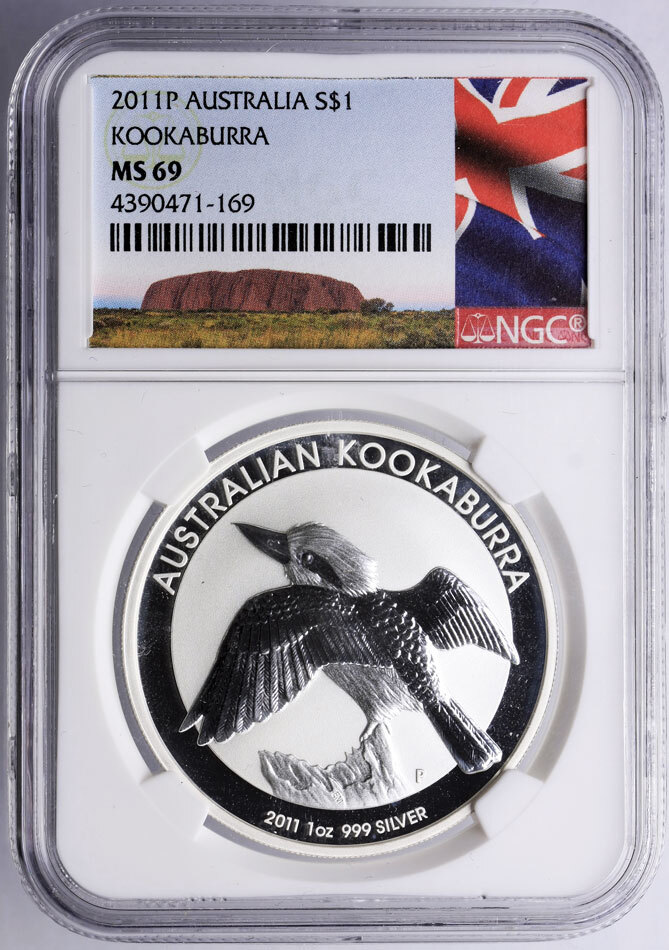 2011P AUSTRALIA S$1
KOOKABURRA
MS 69
4390471-169
NGC®
AUSTRALIAN KOOKABURRA
P
2011 1oz 999 SILVER